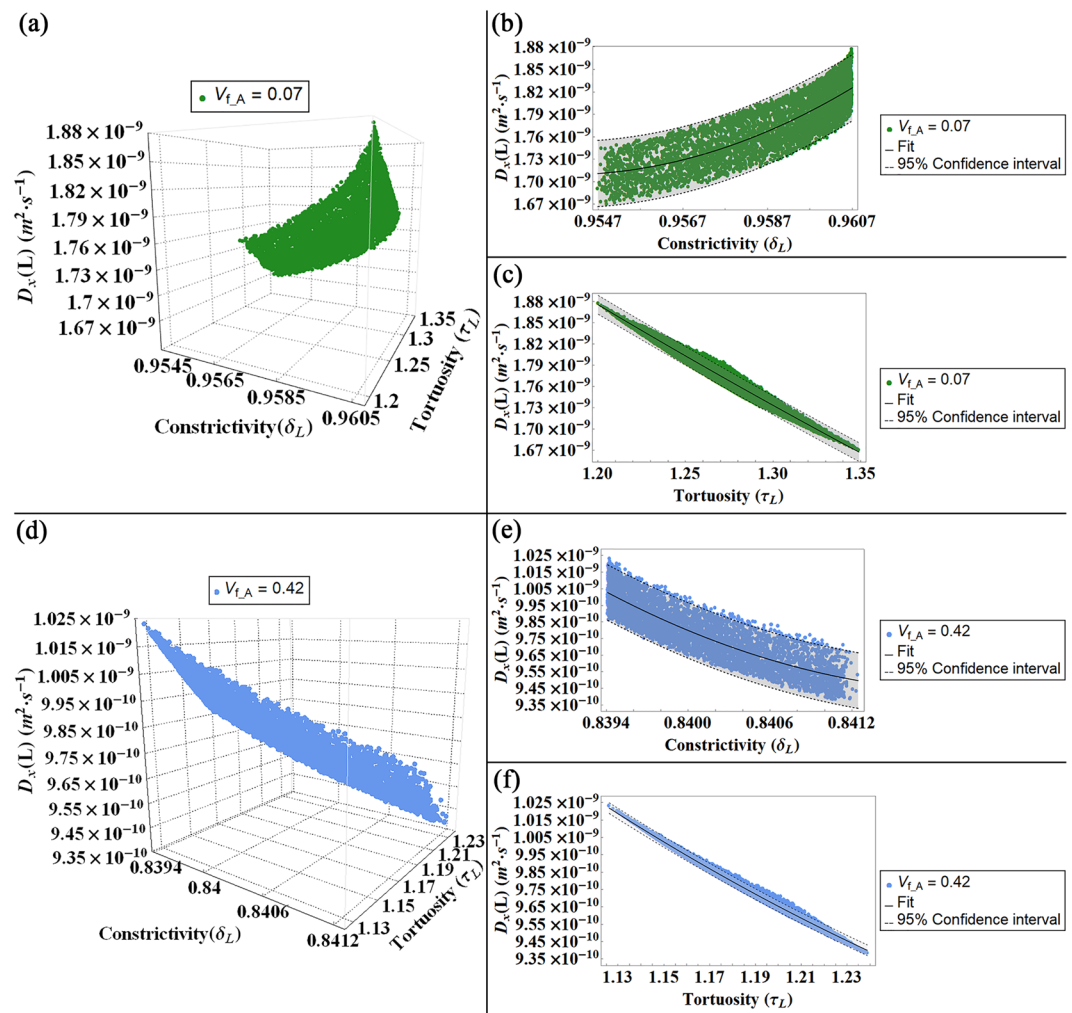 (a)
V_f_A = 0.07
1.88 × 10⁻⁹
1.85 × 10⁻⁹
1.82 × 10⁻⁹
1.79 × 10⁻⁹
1.76 × 10⁻⁹
1.73 × 10⁻⁹
1.7 × 10⁻⁹
1.67 × 10⁻⁹
D_x(L) (m²·s⁻¹)
0.9545
0.9565
0.9585
0.9605
Constrictivity(δ_L)
1.2
1.25
1.3
1.35
Tortuosity (τ_L)
(b)
1.88 ×10⁻⁹
1.85 ×10⁻⁹
1.82 ×10⁻⁹
1.79 ×10⁻⁹
1.76 ×10⁻⁹
1.73 ×10⁻⁹
1.70 ×10⁻⁹
1.67 ×10⁻⁹
D_x(L) (m²·s⁻¹)
0.9547 0.9567 0.9587 0.9607
Constrictivity (δ_L)
V_f_A = 0.07
Fit
95% Confidence interval
(c)
1.88 ×10⁻⁹
1.85 ×10⁻⁹
1.82 ×10⁻⁹
1.79 ×10⁻⁹
1.76 ×10⁻⁹
1.73 ×10⁻⁹
1.70 ×10⁻⁹
1.67 ×10⁻⁹
D_x(L) (m²·s⁻¹)
1.20 1.25 1.30 1.35
Tortuosity (τ_L)
V_f_A = 0.07
Fit
95% Confidence interval
(d)
V_f_A = 0.42
1.025 × 10⁻⁹
1.015 × 10⁻⁹
1.005 × 10⁻⁹
9.95 × 10⁻¹⁰
9.85 × 10⁻¹⁰
9.75 × 10⁻¹⁰
9.65 × 10⁻¹⁰
9.55 × 10⁻¹⁰
9.45 × 10⁻¹⁰
9.35 × 10⁻¹⁰
D_x(L) (m²·s⁻¹)
0.8394
0.84
0.8406
0.8412
Constrictivity(δ_L)
1.13
1.15
1.17
1.19
1.21
1.23
Tortuosity (τ_L)
(e)
1.025 ×10⁻⁹
1.015 ×10⁻⁹
1.005 ×10⁻⁹
9.95 ×10⁻¹⁰
9.85 ×10⁻¹⁰
9.75 ×10⁻¹⁰
9.65 ×10⁻¹⁰
9.55 ×10⁻¹⁰
9.45 ×10⁻¹⁰
9.35 ×10⁻¹⁰
D_x(L) (m²·s⁻¹)
0.8394 0.8400 0.8406 0.8412
Constrictivity (δ_L)
V_f_A = 0.42
Fit
95% Confidence interval
(f)
1.025 ×10⁻⁹
1.015 ×10⁻⁹
1.005 ×10⁻⁹
9.95 ×10⁻¹⁰
9.85 ×10⁻¹⁰
9.75 ×10⁻¹⁰
9.65 ×10⁻¹⁰
9.55 ×10⁻¹⁰
9.45 ×10⁻¹⁰
9.35 ×10⁻¹⁰
D_x(L) (m²·s⁻¹)
1.13 1.15 1.17 1.19 1.21 1.23
Tortuosity (τ_L)
V_f_A = 0.42
Fit
95% Confidence interval